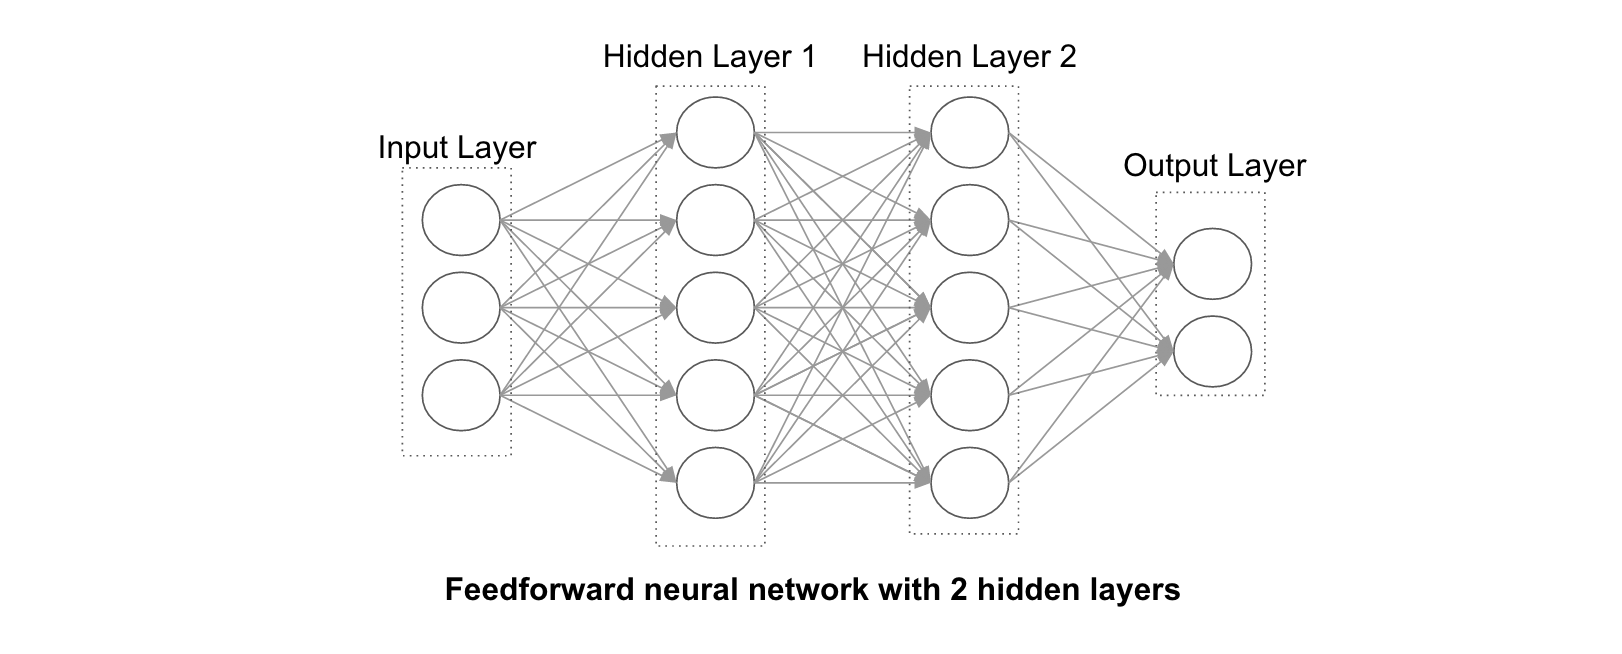 Hidden Layer 1
Hidden Layer 2
Input Layer
Output Layer
Feedforward neural network with 2 hidden layers